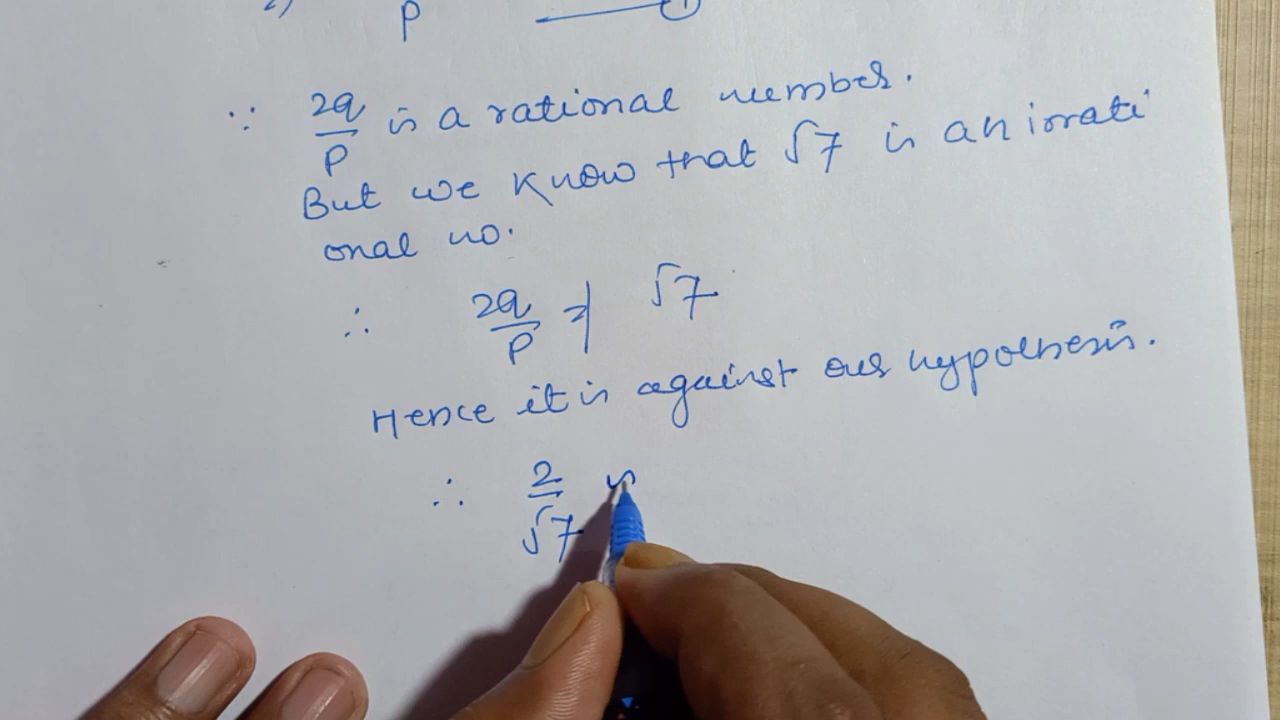 P ①
∵ 2q/P is a rational number.
But we know that √7 is an irrati
onal no.
∴ 2q/P ≠ √7
Hence it is against our hypothesis.
∴ 2/√7 is